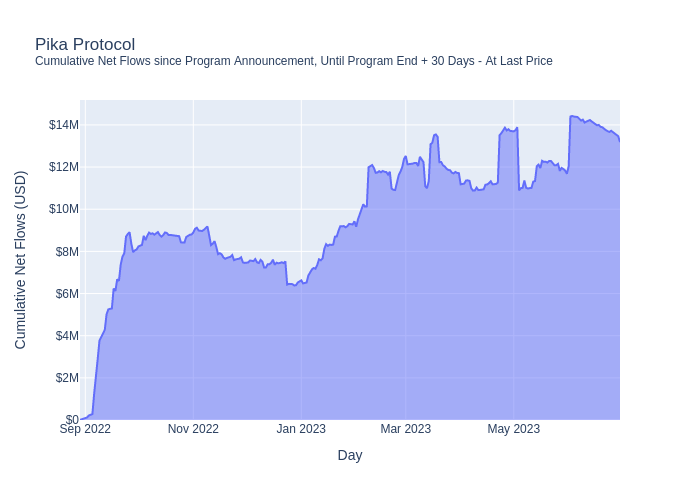 Pika Protocol
Cumulative Net Flows since Program Announcement, Until Program End + 30 Days - At Last Price
Cumulative Net Flows (USD)
$14M
$12M
$10M
$8M
$6M
$4M
$2M
$0
Sep 2022
Nov 2022
Jan 2023
Mar 2023
May 2023
Day